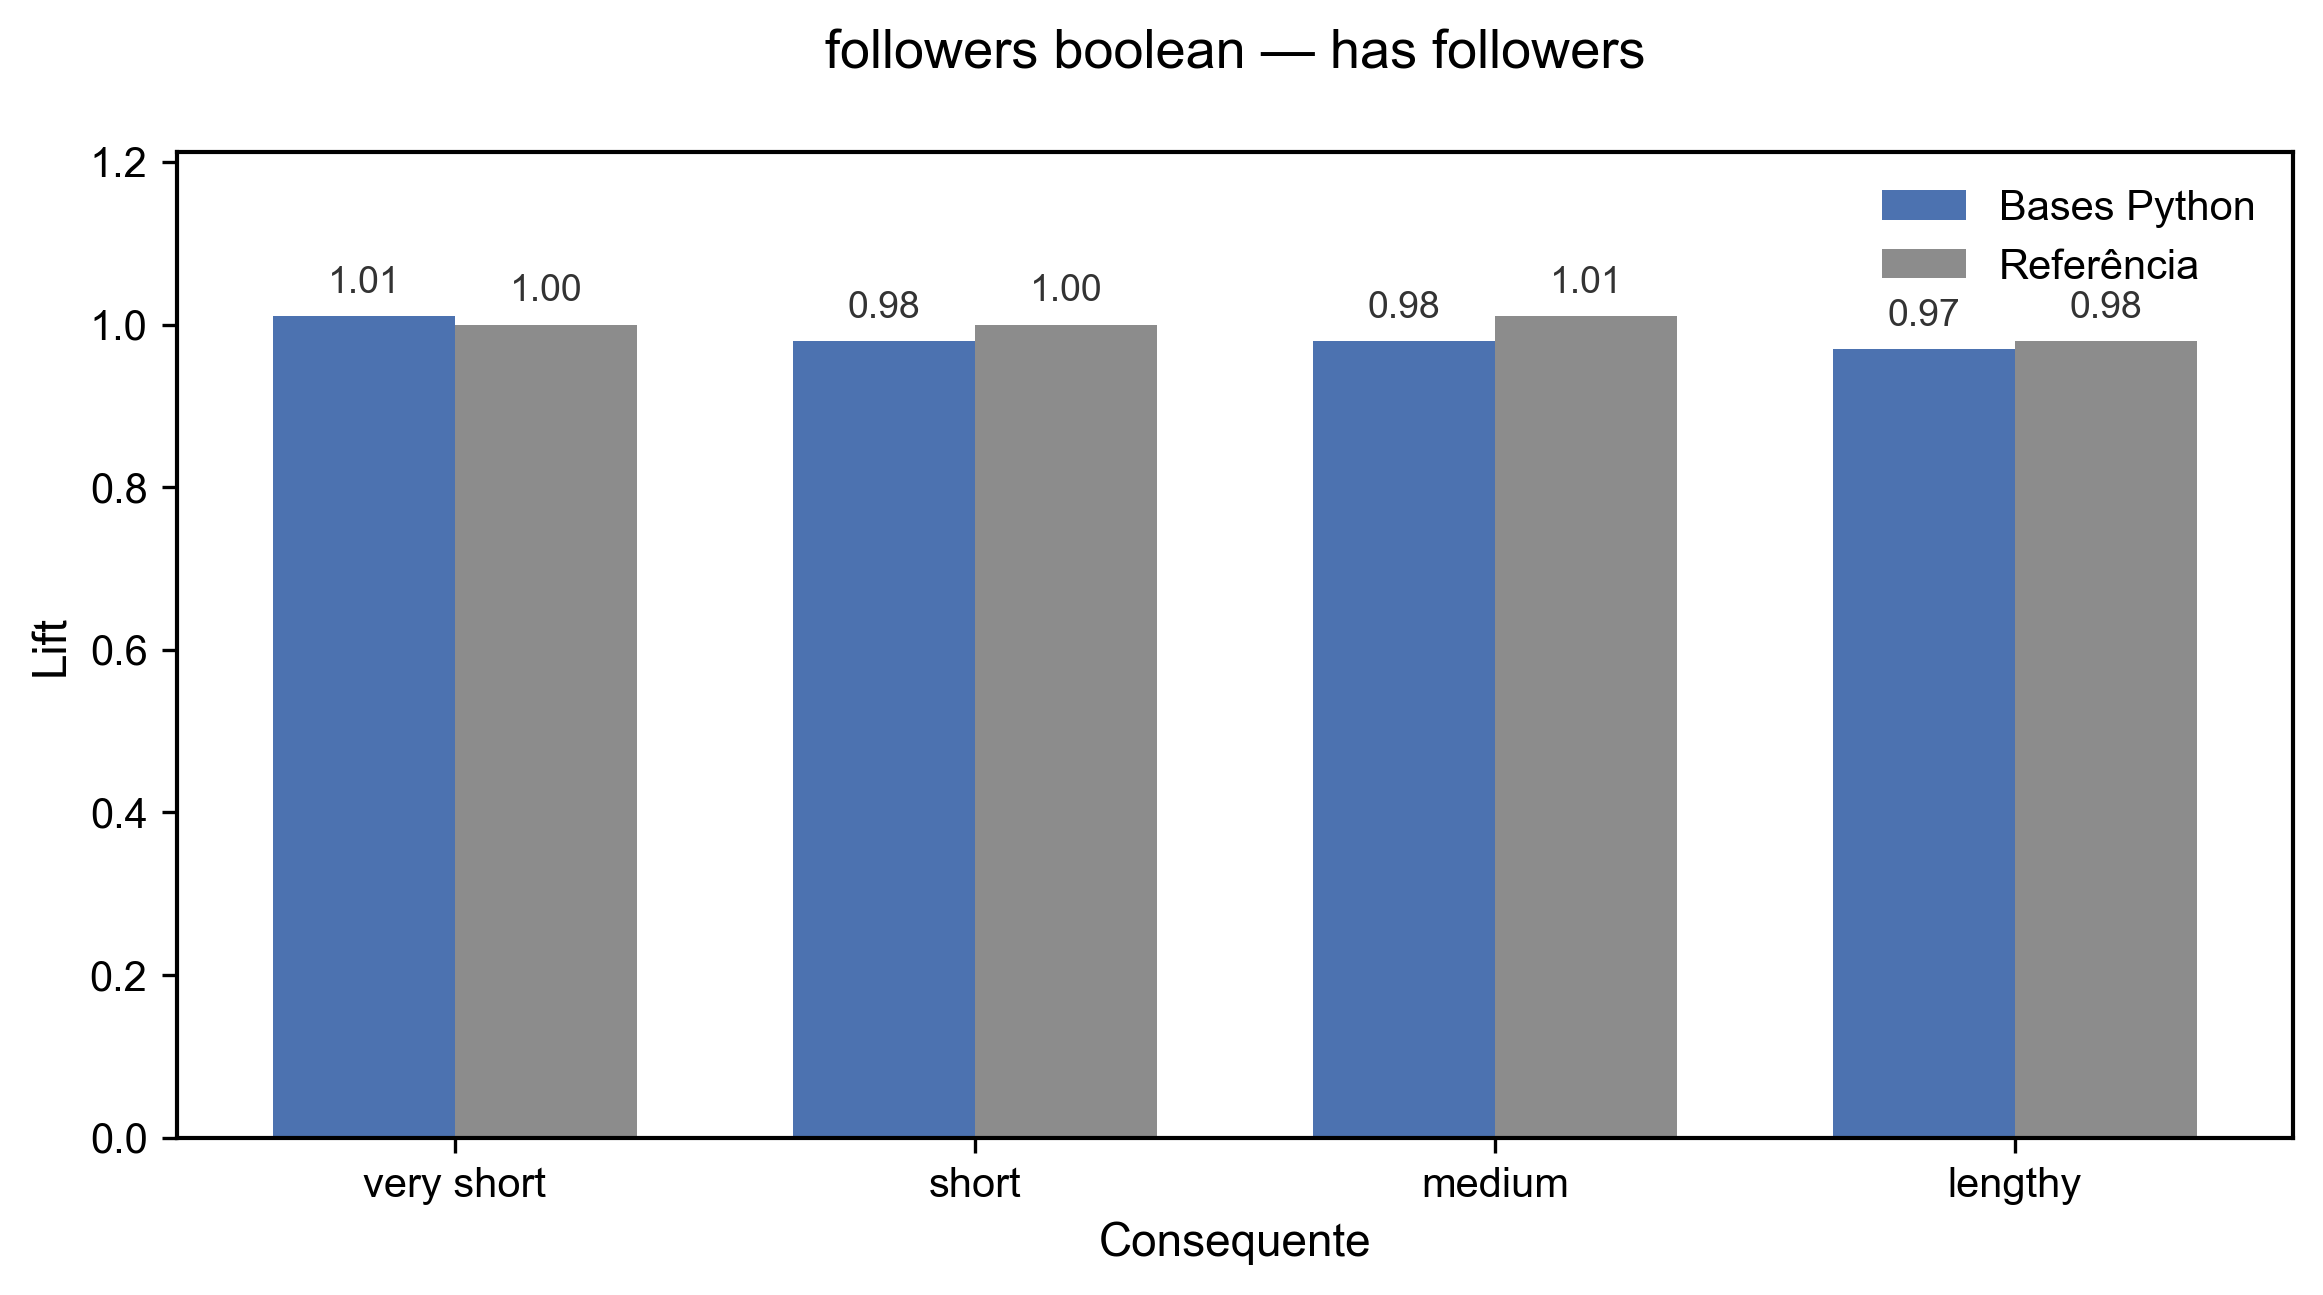 followers boolean — has followers
1.2
1.0
0.8
0.6
0.4
0.2
0.0
Lift
Bases Python
Referência
1.01
1.00
0.98
1.00
0.98
1.01
0.97
0.98
very short
short
medium
lengthy
Consequente